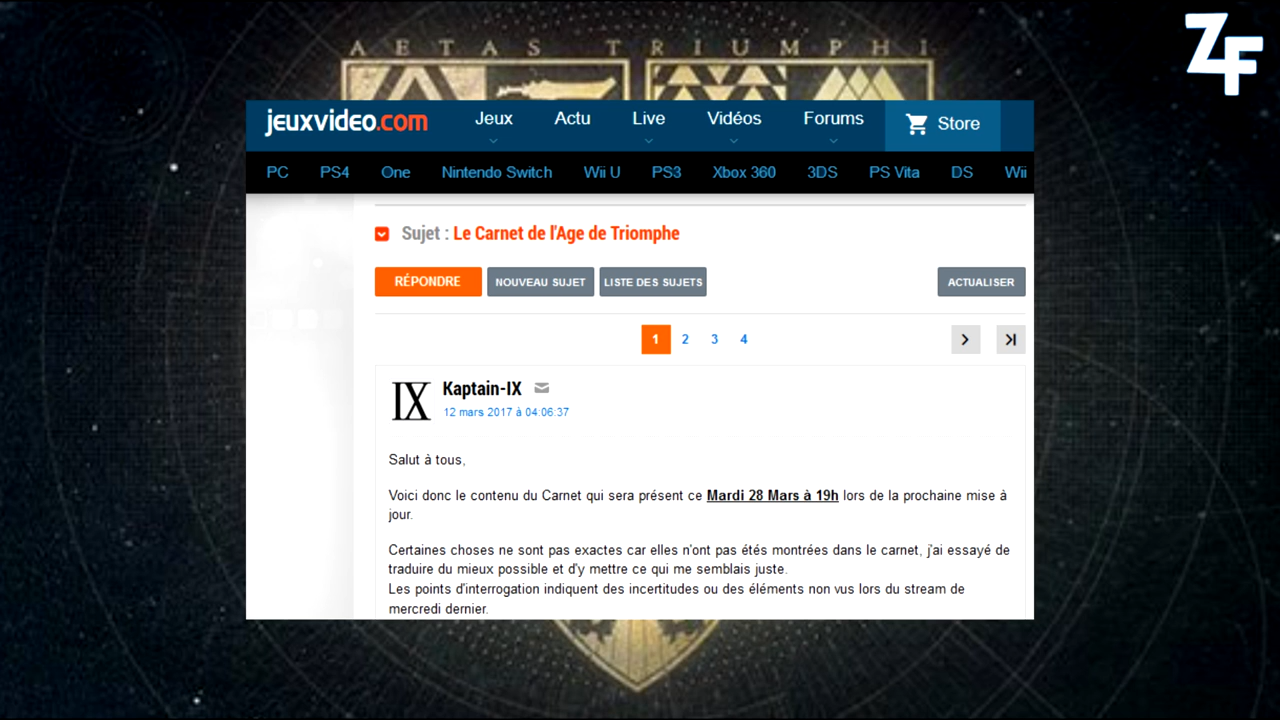 AETAS TRIUMPHI
ZF
jeuxvideo.com Jeux Actu Live Vidéos Forums Store
PC PS4 One Nintendo Switch Wii U PS3 Xbox 360 3DS PS Vita DS Wii
Sujet : Le Carnet de l'Age de Triomphe
RÉPONDRE NOUVEAU SUJET LISTE DES SUJETS ACTUALISER
1 2 3 4
IX Kaptain-IX
12 mars 2017 à 04:06:37
Salut à tous,
Voici donc le contenu du Carnet qui sera présent ce Mardi 28 Mars à 19h lors de la prochaine mise à
jour.
Certaines choses ne sont pas exactes car elles n'ont pas étés montrées dans le carnet, j'ai essayé de
traduire du mieux possible et d'y mettre ce qui me semblais juste.
Les points d'interrogation indiquent des incertitudes ou des éléments non vus lors du stream de
mercredi dernier.